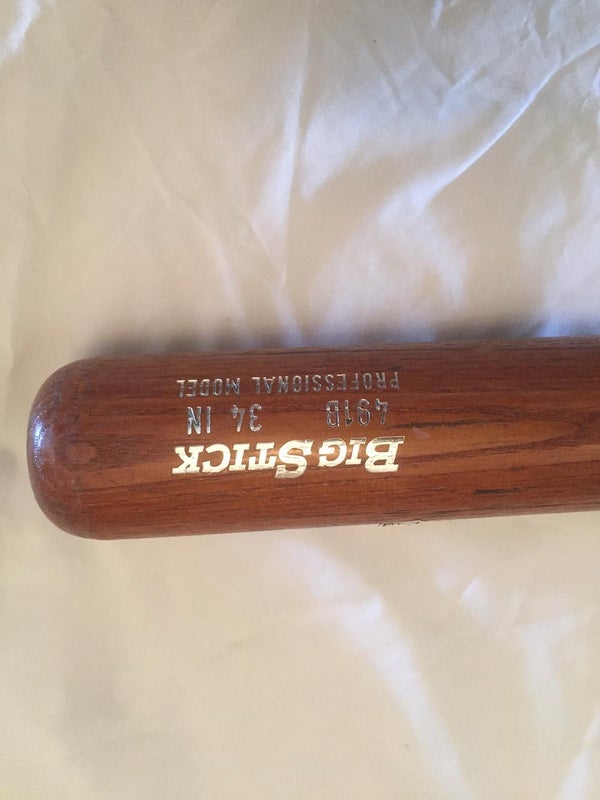 BIG STICK
491B 34 IN
PROFESSIONAL MODEL